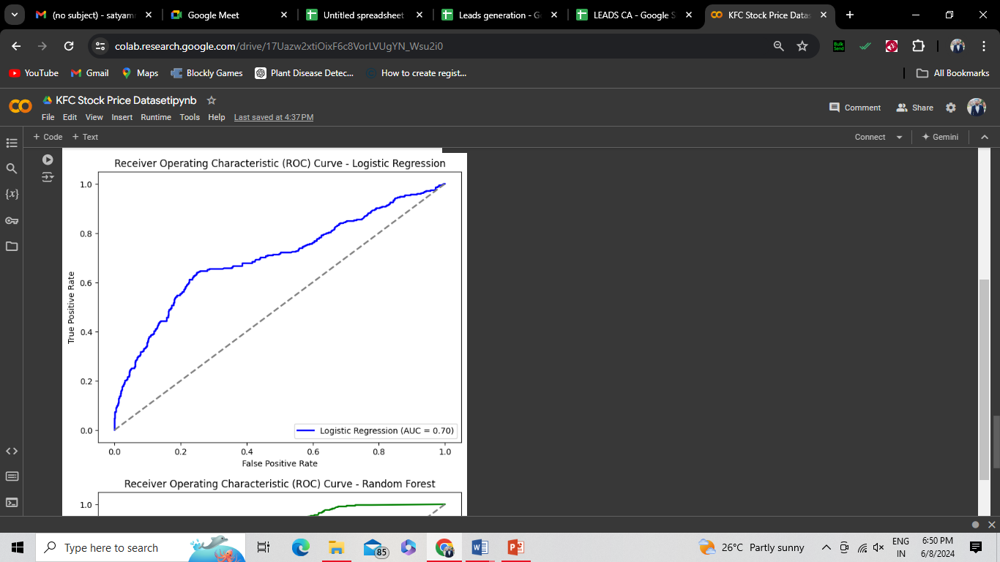 (no subject) - satyam
Google Meet
Untitled spreadsheet
Leads generation - G
LEADS CA - Google S
KFC Stock Price Datas
colab.research.google.com/drive/17Uazw2xtiOixF6c8VorLVUgYN_Wsu2i0
Bulk
Send
YouTube
Gmail
Maps
Blockly Games
Plant Disease Detec...
How to create regist...
All Bookmarks
KFC Stock Price Datasetipynb
File Edit View Insert Runtime Tools Help Last saved at 4:37 PM
Comment
Share
+ Code + Text
Connect
Gemini
{x}
Receiver Operating Characteristic (ROC) Curve - Logistic Regression
1.0
0.8
0.6
0.4
0.2
0.0
True Positive Rate
Logistic Regression (AUC = 0.70)
0.0 0.2 0.4 0.6 0.8 1.0
False Positive Rate
Receiver Operating Characteristic (ROC) Curve - Random Forest
1.0
Type here to search
85
26°C Partly sunny
ENG
IN
6:50 PM
6/8/2024